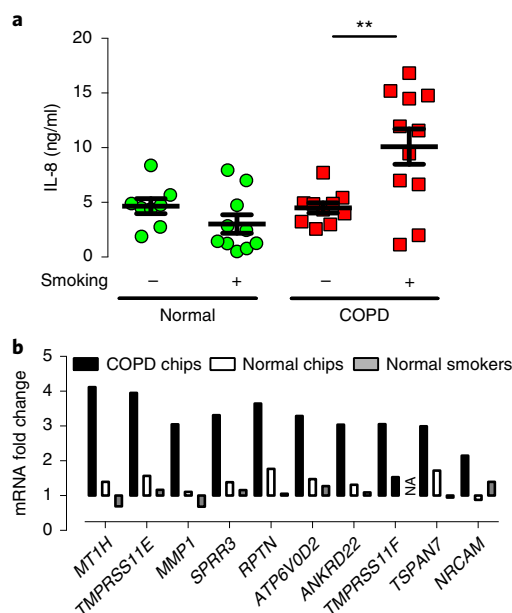 a
**
20
15
10
5
0
IL-8 (ng/ml)
Smoking – + – +
Normal COPD
b
5
4
3
2
1
0
mRNA fold change
COPD chips Normal chips Normal smokers
NA
MT1H TMPRSS11E MMP1 SPRR3 RPTN ATP6V0D2 ANKRD22 TMPRSS11F TSPAN7 NRCAM